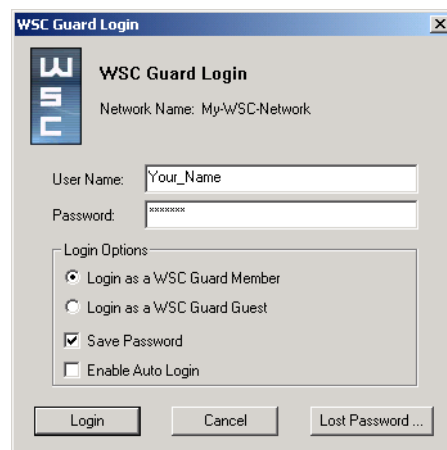 WSC Guard Login
WSC
WSC Guard Login
Network Name: My-WSC-Network
User Name: Your_Name
Password: *******
Login Options
Login as a WSC Guard Member
Login as a WSC Guard Guest
Save Password
Enable Auto Login
Login Cancel Lost Password ...